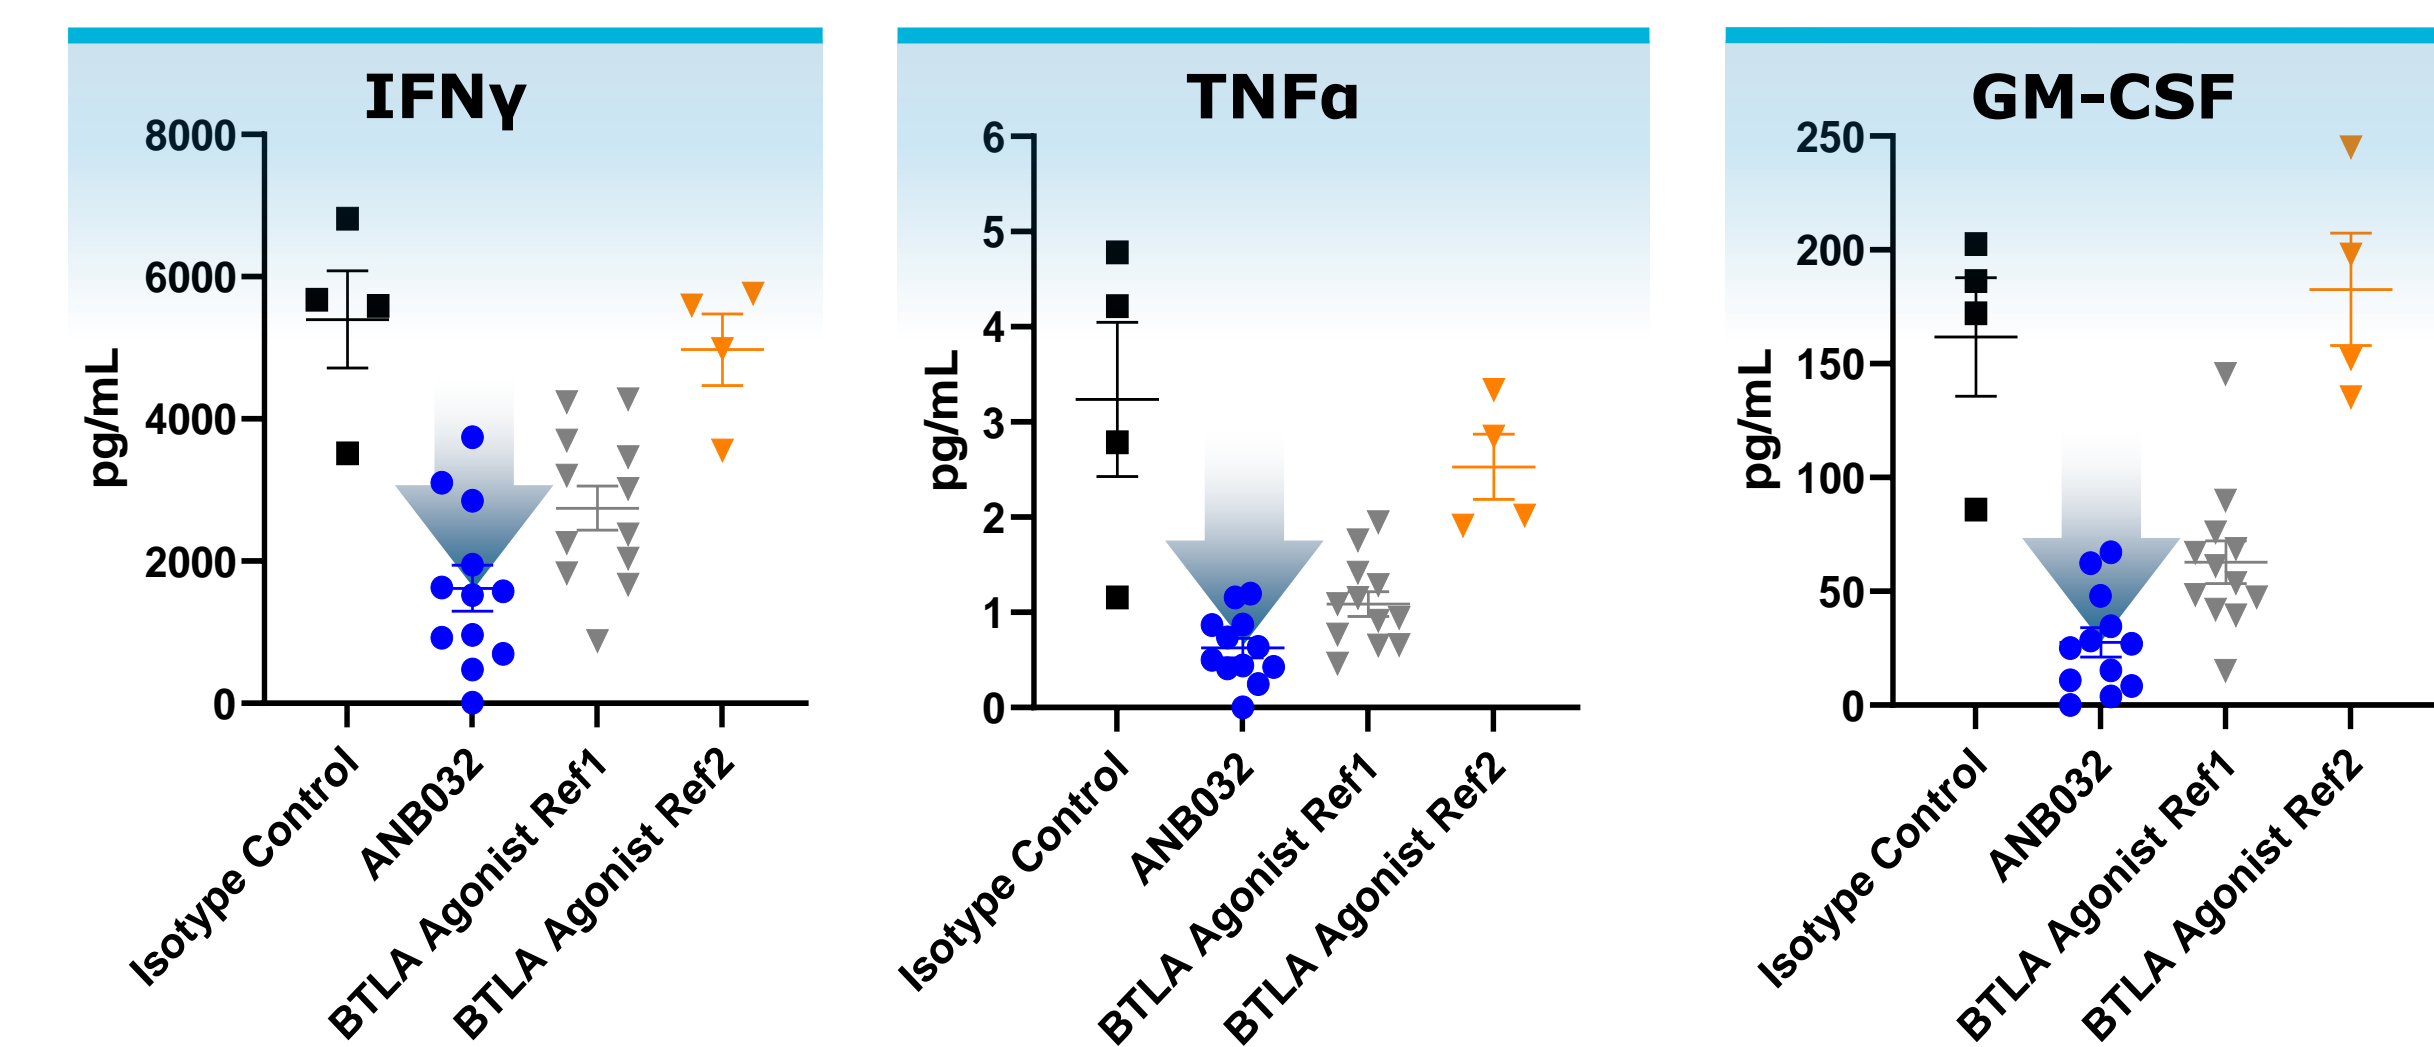 IFNγ
8000
6000
4000
2000
0
pg/mL
Isotype Control
ANB032
BTLA Agonist Ref1
BTLA Agonist Ref2
TNFα
6
5
4
3
2
1
0
pg/mL
Isotype Control
ANB032
BTLA Agonist Ref1
BTLA Agonist Ref2
GM-CSF
250
200
150
100
50
0
pg/mL
Isotype Control
ANB032
BTLA Agonist Ref1
BTLA Agonist Ref2